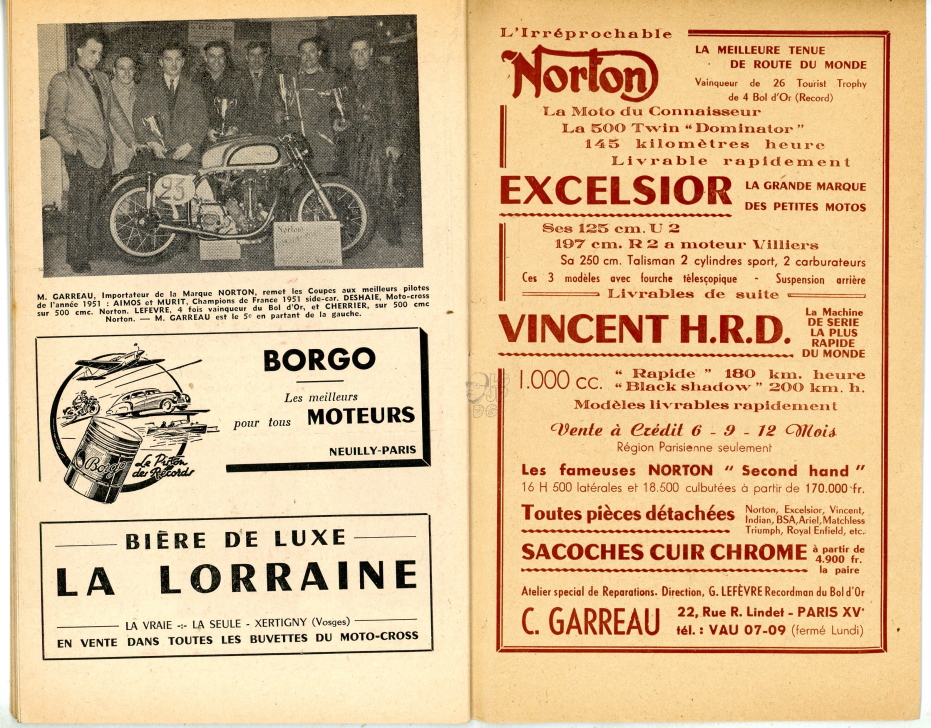 23
Norton
M. GARREAU, Importateur de la Marque NORTON, remet les Coupes aux meilleurs pilotes
de l'année 1951 : AIMOS et MURIT, Champions de France 1951 side-car. DESHAIE, Moto-cross
sur 500 cmc. Norton. LEFEVRE, 4 fois vainqueur du Bol d'Or, et CHERRIER, sur 500 cmc
Norton. — M. GARREAU est le 5e en partant de la gauche.
BORGO
Les meilleurs
pour tous MOTEURS
NEUILLY-PARIS
Borgo
Le Piston
des Records
BIÈRE DE LUXE
LA LORRAINE
LA VRAIE -:- LA SEULE - XERTIGNY (Vosges)
EN VENTE DANS TOUTES LES BUVETTES DU MOTO-CROSS
L'Irréprochable
Norton
LA MEILLEURE TENUE
DE ROUTE DU MONDE
Vainqueur de 26 Tourist Trophy
de 4 Bol d'Or (Record)
La Moto du Connaisseur
La 500 Twin "Dominator"
145 kilomètres heure
Livrable rapidement
EXCELSIOR
LA GRANDE MARQUE
DES PETITES MOTOS
Ses 125 cm. U 2
197 cm. R 2 a moteur Villiers
Sa 250 cm. Talisman 2 cylindres sport, 2 carburateurs
Ces 3 modèles avec fourche télescopique - Suspension arrière
Livrables de suite
VINCENT H.R.D.
La Machine
DE SERIE
LA PLUS
RAPIDE
DU MONDE
1.000 cc.
" Rapide " 180 km. heure
"Black shadow" 200 km. h.
Modèles livrables rapidement
Vente à Crédit 6 - 9 - 12 Mois
Région Parisienne seulement
Les fameuses NORTON " Second hand "
16 H 500 latérales et 18.500 culbutées à partir de 170.000 fr.
Toutes pièces détachées
Norton, Excelsior, Vincent,
Indian, BSA, Ariel, Matchless
Triumph, Royal Enfield, etc.
SACOCHES CUIR CHROME
à partir de
4.900 fr.
la paire
Atelier special de Reparations. Direction, G. LEFÈVRE Recordman du Bol d'Or
C. GARREAU
22, Rue R. Lindet - PARIS XVe
tél. : VAU 07-09 (fermé Lundi)